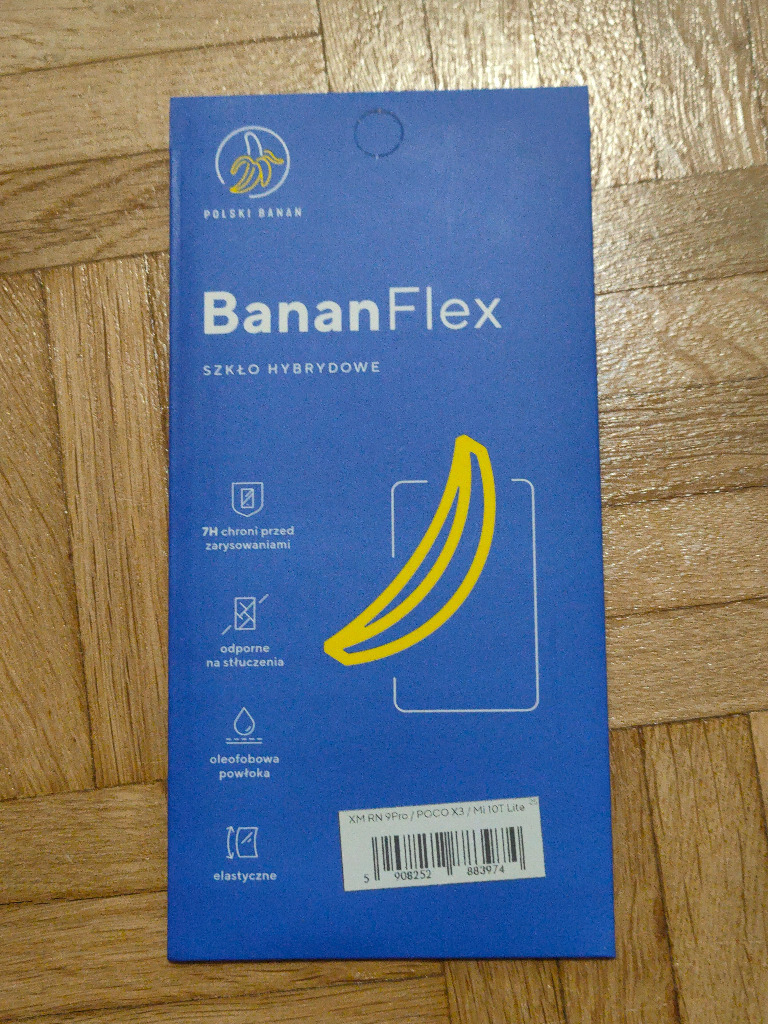 POLSKI BANAN
BananFlex
SZKŁO HYBRYDOWE
7H chroni przed
zarysowaniami
odporne
na stłuczenia
oleofobowa
powłoka
elastyczne
XM RN 9Pro / POCO X3 / Mi 10T Lite
5 908252 883974